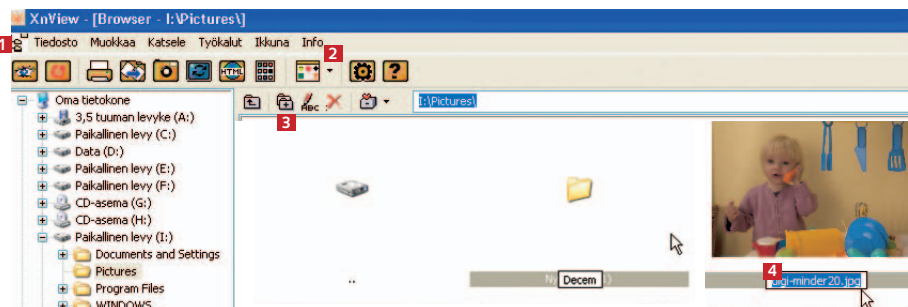 XnView - [Browser - I:\Pictures\]
1
Tiedosto Muokkaa Katsele Työkalut Ikkuna Info
2
HTML
?
Oma tietokone
ABC
I:\Pictures\
3,5 tuuman levyke (A:)
3
Paikallinen levy (C:)
Data (D:)
Paikallinen levy (E:)
Paikallinen levy (F:)
CD-asema (G:)
CD-asema (H:)
Paikallinen levy (I:)
Documents and Settings
Pictures
Program Files
WINDOWS
..
Decem
4
digi-minder20.jpg